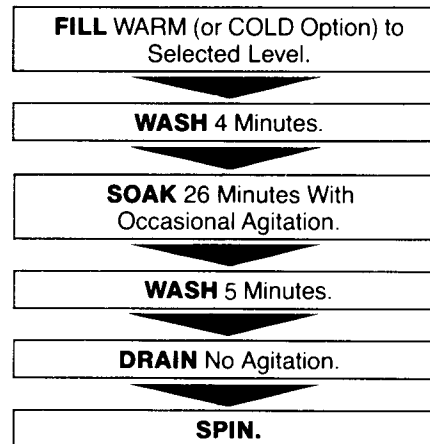 FILL WARM (or COLD Option) to
Selected Level.
WASH 4 Minutes.
SOAK 26 Minutes With
Occasional Agitation.
WASH 5 Minutes.
DRAIN No Agitation.
SPIN.